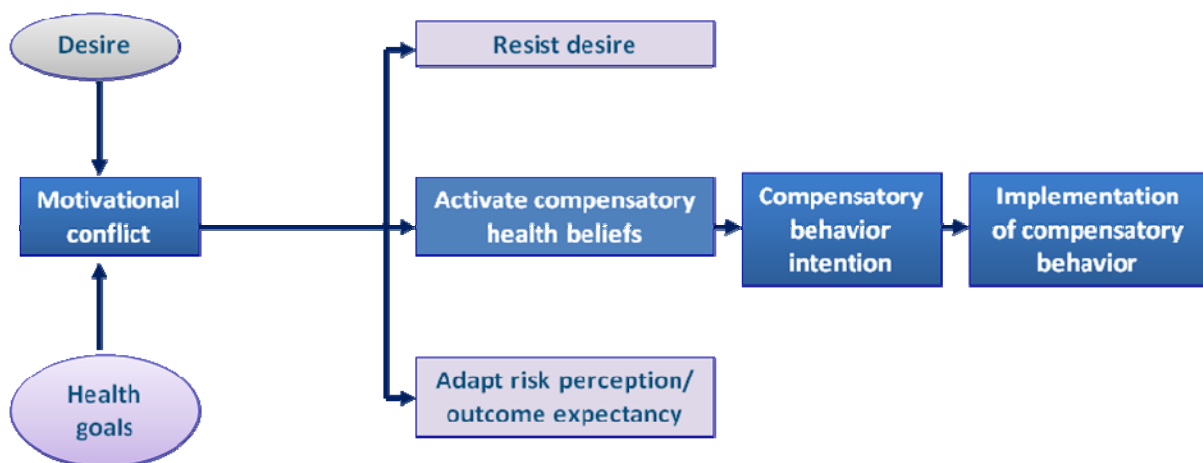 Desire
Resist desire
Motivational
conflict
Activate compensatory
health beliefs
Compensatory
behavior
intention
Implementation
of compensatory
behavior
Health
goals
Adapt risk perception/
outcome expectancy